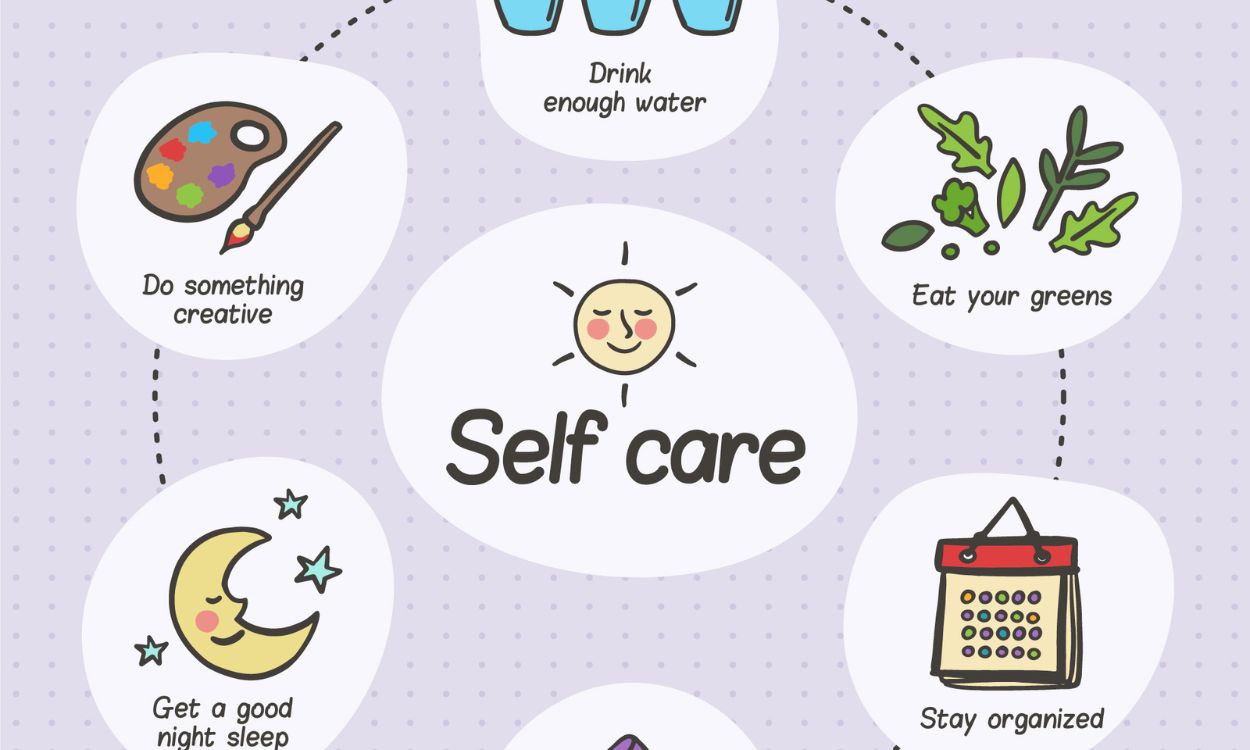 Drink
enough water
Do something
creative
Eat your greens
Self care
Get a good
night sleep
Stay organized